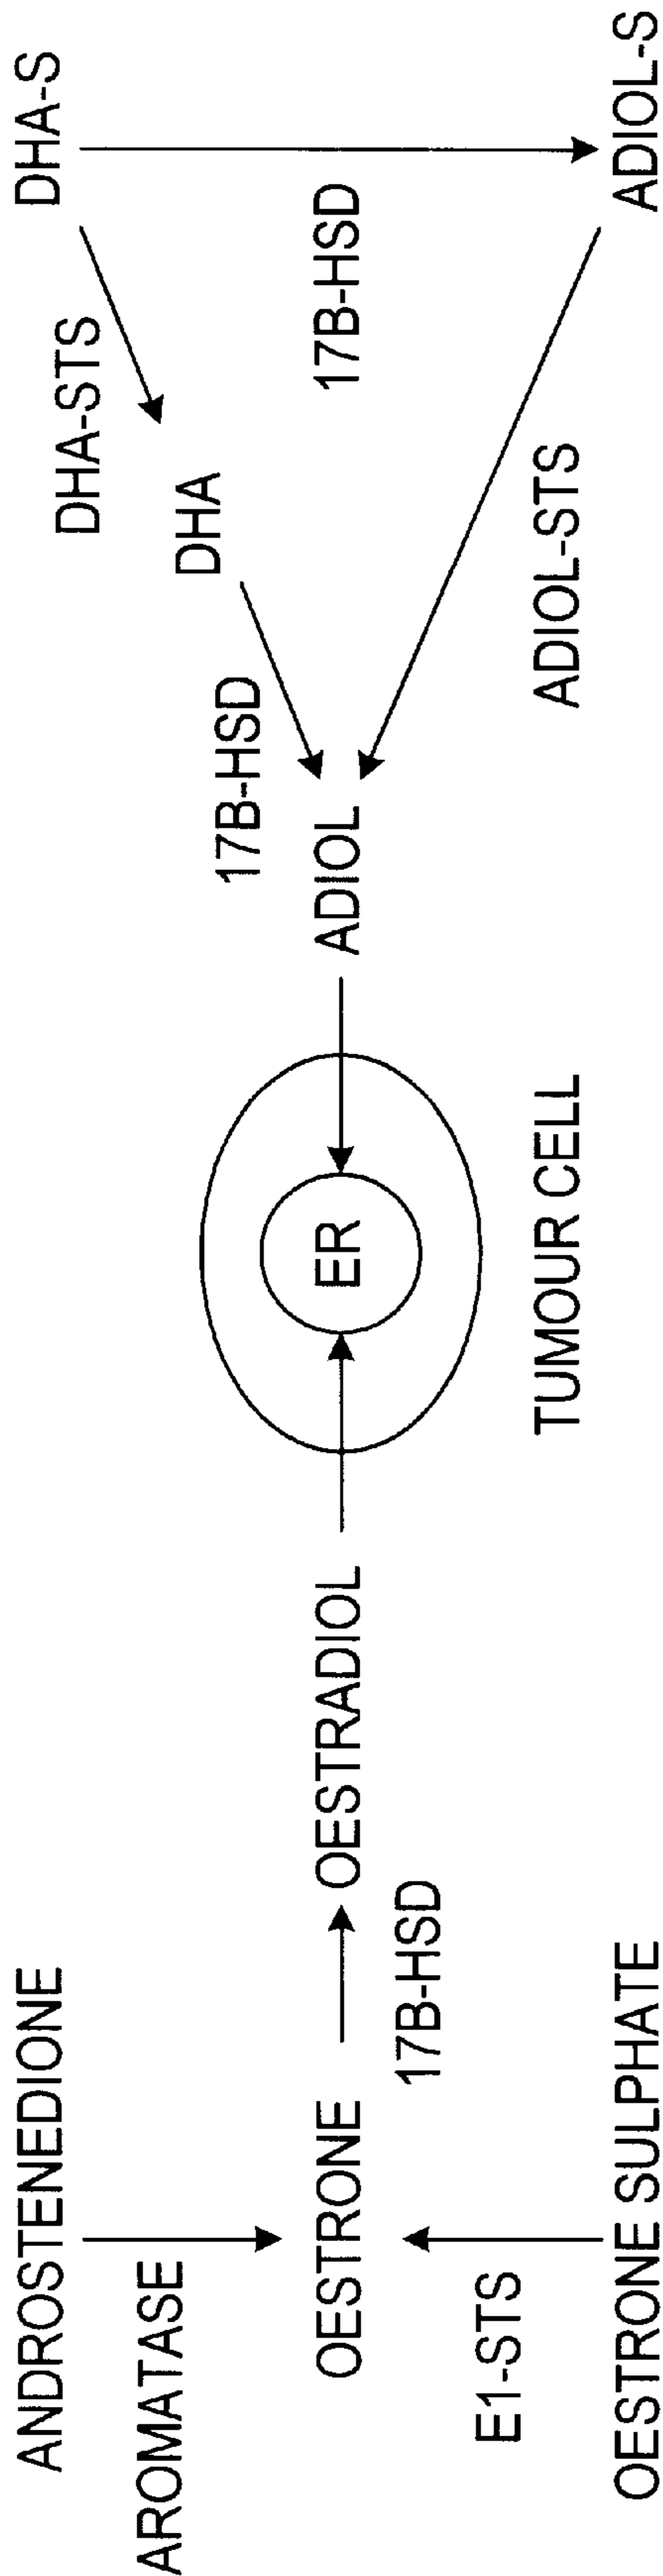 ANDROSTENEDIONE
AROMATASE
OESTRONE
E1-STS
OESTRONE SULPHATE
17B-HSD
OESTRADIOL
ER
TUMOUR CELL
ADIOL
17B-HSD
DHA
DHA-STS
DHA-S
17B-HSD
ADIOL-STS
ADIOL-S